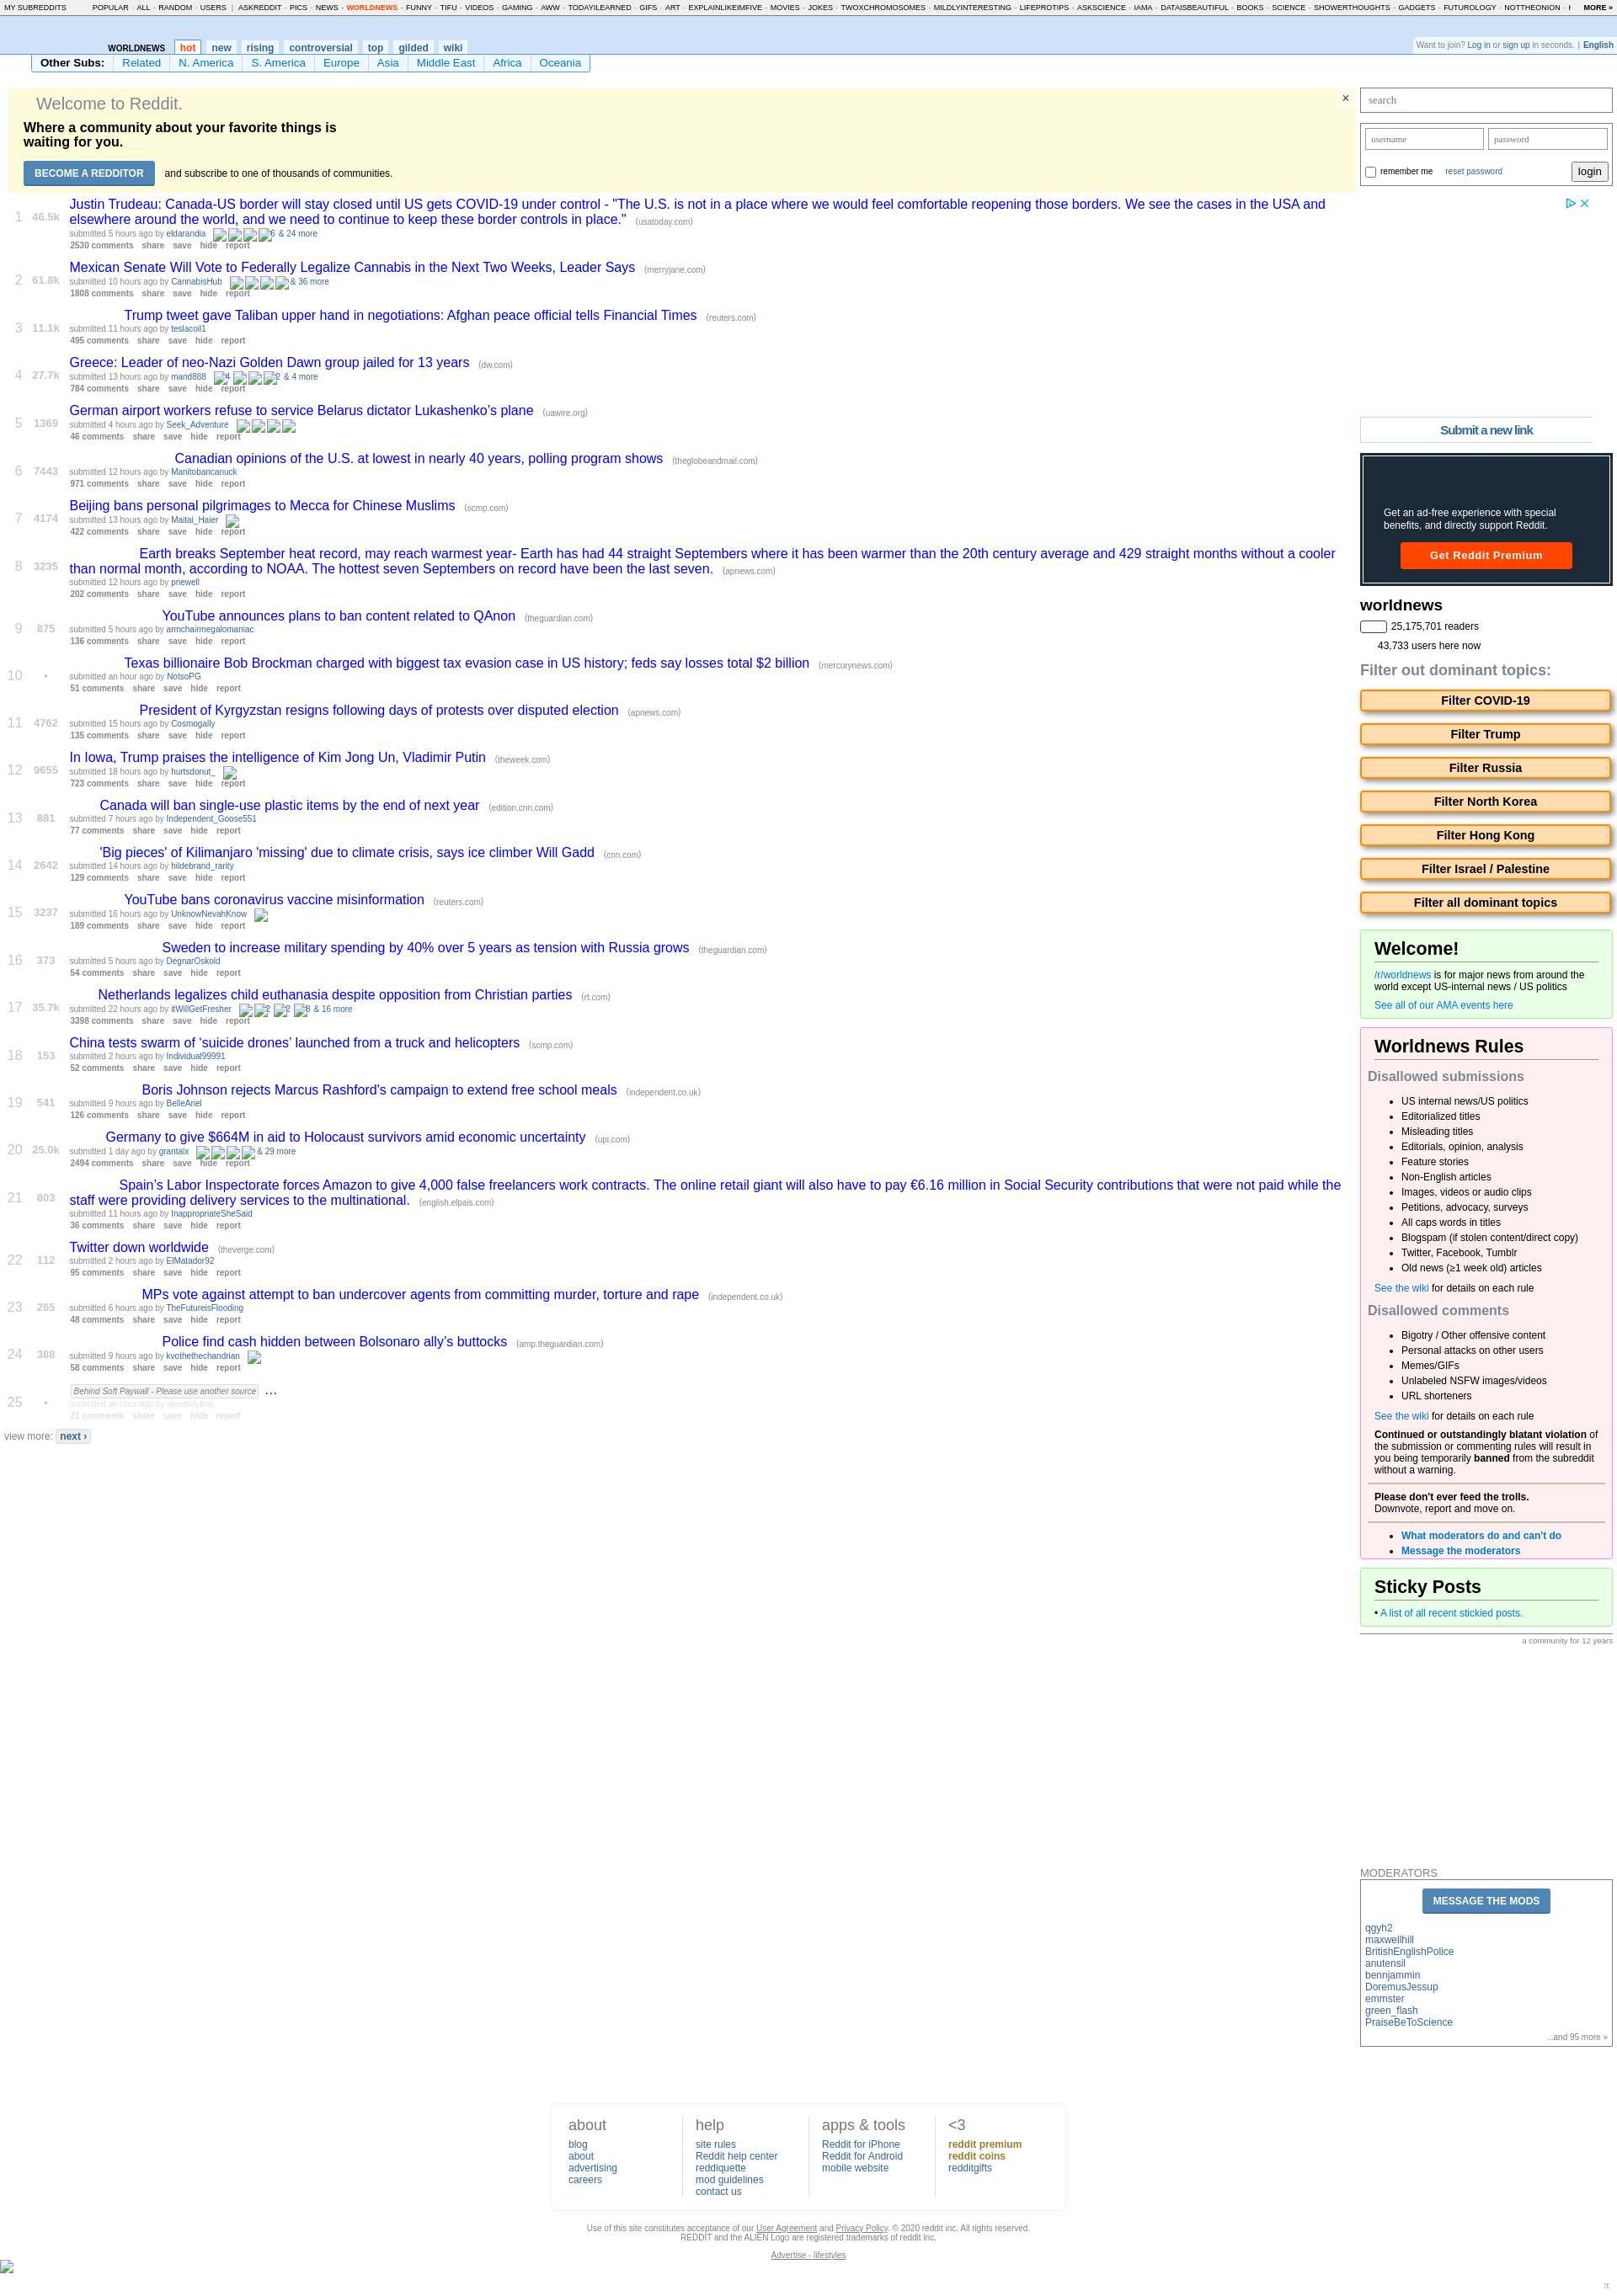 MY SUBREDDITS POPULAR - ALL - RANDOM - USERS | ASKREDDIT - PICS - NEWS - WORLDNEWS - FUNNY - TIFU - VIDEOS - GAMING - AWW - TODAYILEARNED - GIFS - ART - EXPLAINLIKEIMFIVE - MOVIES - JOKES - TWOXCHROMOSOMES - MILDLYINTERESTING - LIFEPROTIPS - ASKSCIENCE - IAMA - DATAISBEAUTIFUL - BOOKS - SCIENCE - SHOWERTHOUGHTS - GADGETS - FUTUROLOGY - NOTTHEONION - MORE »
WORLDNEWS hot new rising controversial top gilded wiki
Want to join? Log in or sign up in seconds. | English
Other Subs: Related N. America S. America Europe Asia Middle East Africa Oceania
Welcome to Reddit.
×
Where a community about your favorite things is
waiting for you.
BECOME A REDDITOR and subscribe to one of thousands of communities.
1 46.5k Justin Trudeau: Canada-US border will stay closed until US gets COVID-19 under control - "The U.S. is not in a place where we would feel comfortable reopening those borders. We see the cases in the USA and
elsewhere around the world, and we need to continue to keep these border controls in place." (usatoday.com)
submitted 5 hours ago by eldarandia 6 & 24 more
2530 comments share save hide report
2 61.8k Mexican Senate Will Vote to Federally Legalize Cannabis in the Next Two Weeks, Leader Says (merryjane.com)
submitted 10 hours ago by CannabisHub & 36 more
1808 comments share save hide report
3 11.1k Trump tweet gave Taliban upper hand in negotiations: Afghan peace official tells Financial Times (reuters.com)
submitted 11 hours ago by teslacoil1
495 comments share save hide report
4 27.7k Greece: Leader of neo-Nazi Golden Dawn group jailed for 13 years (dw.com)
submitted 13 hours ago by mand888 4 2 & 4 more
784 comments share save hide report
5 1369 German airport workers refuse to service Belarus dictator Lukashenko’s plane (uawire.org)
submitted 4 hours ago by Seek_Adventure
46 comments share save hide report
6 7443 Canadian opinions of the U.S. at lowest in nearly 40 years, polling program shows (theglobeandmail.com)
submitted 12 hours ago by Manitobancanuck
971 comments share save hide report
7 4174 Beijing bans personal pilgrimages to Mecca for Chinese Muslims (scmp.com)
submitted 13 hours ago by Maitai_Haier
422 comments share save hide report
8 3235 Earth breaks September heat record, may reach warmest year- Earth has had 44 straight Septembers where it has been warmer than the 20th century average and 429 straight months without a cooler
than normal month, according to NOAA. The hottest seven Septembers on record have been the last seven. (apnews.com)
submitted 12 hours ago by pnewell
202 comments share save hide report
9 875 YouTube announces plans to ban content related to QAnon (theguardian.com)
submitted 5 hours ago by armchairmegalomaniac
136 comments share save hide report
10 • Texas billionaire Bob Brockman charged with biggest tax evasion case in US history; feds say losses total $2 billion (mercurynews.com)
submitted an hour ago by NotsoPG
51 comments share save hide report
11 4762 President of Kyrgyzstan resigns following days of protests over disputed election (apnews.com)
submitted 15 hours ago by Cosmogally
135 comments share save hide report
12 9655 In Iowa, Trump praises the intelligence of Kim Jong Un, Vladimir Putin (theweek.com)
submitted 18 hours ago by hurtsdonut_
723 comments share save hide report
13 881 Canada will ban single-use plastic items by the end of next year (edition.cnn.com)
submitted 7 hours ago by Independent_Goose551
77 comments share save hide report
14 2642 'Big pieces' of Kilimanjaro 'missing' due to climate crisis, says ice climber Will Gadd (cnn.com)
submitted 14 hours ago by hildebrand_rarity
129 comments share save hide report
15 3237 YouTube bans coronavirus vaccine misinformation (reuters.com)
submitted 16 hours ago by UnknowNevahKnow
189 comments share save hide report
16 373 Sweden to increase military spending by 40% over 5 years as tension with Russia grows (theguardian.com)
submitted 5 hours ago by DegnarOskold
54 comments share save hide report
17 35.7k Netherlands legalizes child euthanasia despite opposition from Christian parties (rt.com)
submitted 22 hours ago by itWillGetFresher 2 2 8 & 16 more
3398 comments share save hide report
18 153 China tests swarm of ‘suicide drones’ launched from a truck and helicopters (scmp.com)
submitted 2 hours ago by Individual99991
52 comments share save hide report
19 541 Boris Johnson rejects Marcus Rashford's campaign to extend free school meals (independent.co.uk)
submitted 9 hours ago by BelleAriel
126 comments share save hide report
20 25.0k Germany to give $664M in aid to Holocaust survivors amid economic uncertainty (upi.com)
submitted 1 day ago by grantalx & 29 more
2494 comments share save hide report
21 803 Spain’s Labor Inspectorate forces Amazon to give 4,000 false freelancers work contracts. The online retail giant will also have to pay €6.16 million in Social Security contributions that were not paid while the
staff were providing delivery services to the multinational. (english.elpais.com)
submitted 11 hours ago by InappropriateSheSaid
36 comments share save hide report
22 112 Twitter down worldwide (theverge.com)
submitted 2 hours ago by ElMatador92
95 comments share save hide report
23 265 MPs vote against attempt to ban undercover agents from committing murder, torture and rape (independent.co.uk)
submitted 6 hours ago by TheFutureisFlooding
48 comments share save hide report
24 388 Police find cash hidden between Bolsonaro ally’s buttocks (amp.theguardian.com)
submitted 9 hours ago by kvothethechandrian
58 comments share save hide report
25 • Behind Soft Paywall - Please use another source …
submitted an hour ago by skeebidybop
21 comments share save hide report
view more: next ›
search
username password
remember me reset password login
Submit a new link
Get an ad-free experience with special
benefits, and directly support Reddit.
Get Reddit Premium
worldnews
25,175,701 readers
43,733 users here now
Filter out dominant topics:
Filter COVID-19
Filter Trump
Filter Russia
Filter North Korea
Filter Hong Kong
Filter Israel / Palestine
Filter all dominant topics
Welcome!
/r/worldnews is for major news from around the
world except US-internal news / US politics
See all of our AMA events here
Worldnews Rules
Disallowed submissions
• US internal news/US politics
• Editorialized titles
• Misleading titles
• Editorials, opinion, analysis
• Feature stories
• Non-English articles
• Images, videos or audio clips
• Petitions, advocacy, surveys
• All caps words in titles
• Blogspam (if stolen content/direct copy)
• Twitter, Facebook, Tumblr
• Old news (≥1 week old) articles
See the wiki for details on each rule
Disallowed comments
• Bigotry / Other offensive content
• Personal attacks on other users
• Memes/GIFs
• Unlabeled NSFW images/videos
• URL shorteners
See the wiki for details on each rule
Continued or outstandingly blatant violation of
the submission or commenting rules will result in
you being temporarily banned from the subreddit
without a warning.
Please don't ever feed the trolls.
Downvote, report and move on.
• What moderators do and can't do
• Message the moderators
Sticky Posts
• A list of all recent stickied posts.
a community for 12 years
MODERATORS
MESSAGE THE MODS
qgyh2
maxwellhill
BritishEnglishPolice
anutensil
bennjammin
DoremusJessup
emmster
green_flash
PraiseBeToScience
...and 95 more »
about
blog
about
advertising
careers
help
site rules
Reddit help center
reddiquette
mod guidelines
contact us
apps & tools
Reddit for iPhone
Reddit for Android
mobile website
<3
reddit premium
reddit coins
redditgifts
Use of this site constitutes acceptance of our User Agreement and Privacy Policy. © 2020 reddit inc. All rights reserved.
REDDIT and the ALIEN Logo are registered trademarks of reddit inc.
Advertise - lifestyles
π